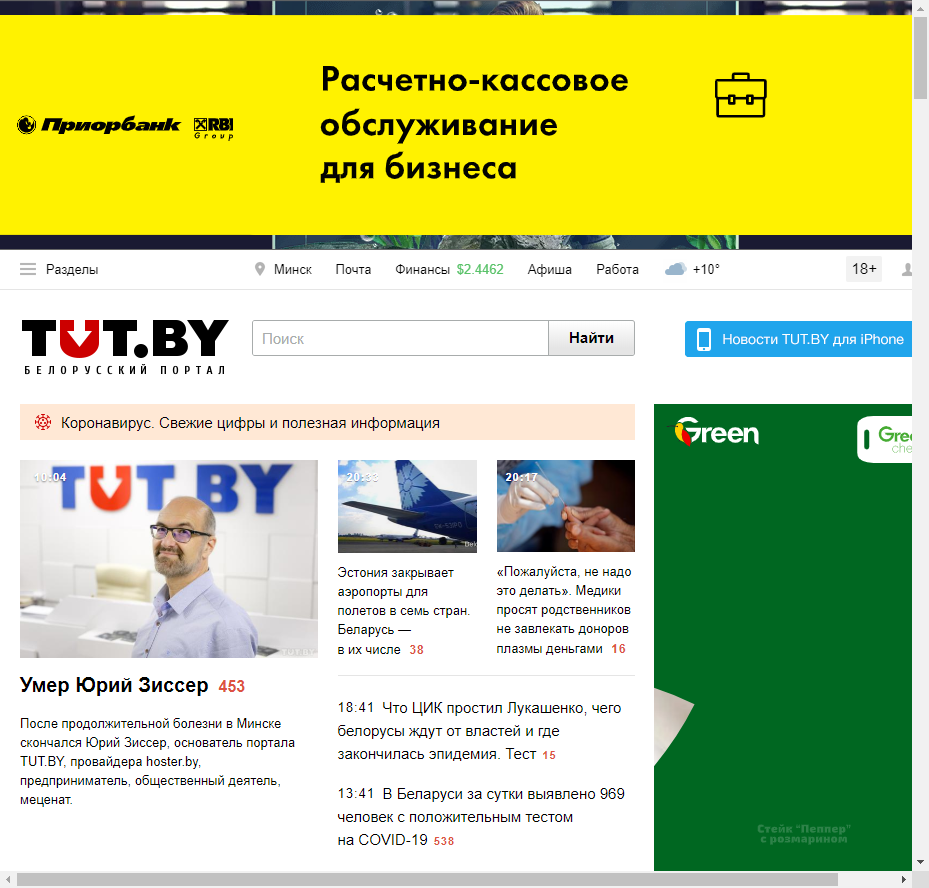 Расчетно-кассовое
обслуживание
для бизнеса
Приорбанк RBI
Group
Разделы Минск Почта Финансы $2.4462 Афиша Работа +10° 18+
TUT.BY
БЕЛОРУССКИЙ ПОРТАЛ
Поиск Найти
Новости TUT.BY для iPhone
Коронавирус. Свежие цифры и полезная информация
10:04
TUT.BY
TUT.BY
Умер Юрий Зиссер 453
После продолжительной болезни в Минске
скончался Юрий Зиссер, основатель портала
TUT.BY, провайдера hoster.by,
предприниматель, общественный деятель,
меценат.
20:33
Эстония закрывает
аэропорты для
полетов в семь стран.
Беларусь —
в их числе 38
20:17
«Пожалуйста, не надо
это делать». Медики
просят родственников
не завлекать доноров
плазмы деньгами 16
18:41 Что ЦИК простил Лукашенко, чего
белорусы ждут от властей и где
закончилась эпидемия. Тест 15
13:41 В Беларуси за сутки выявлено 969
человек с положительным тестом
на COVID-19 538
Green
Gree
che
Стейк "Пеппер"
с розмарином